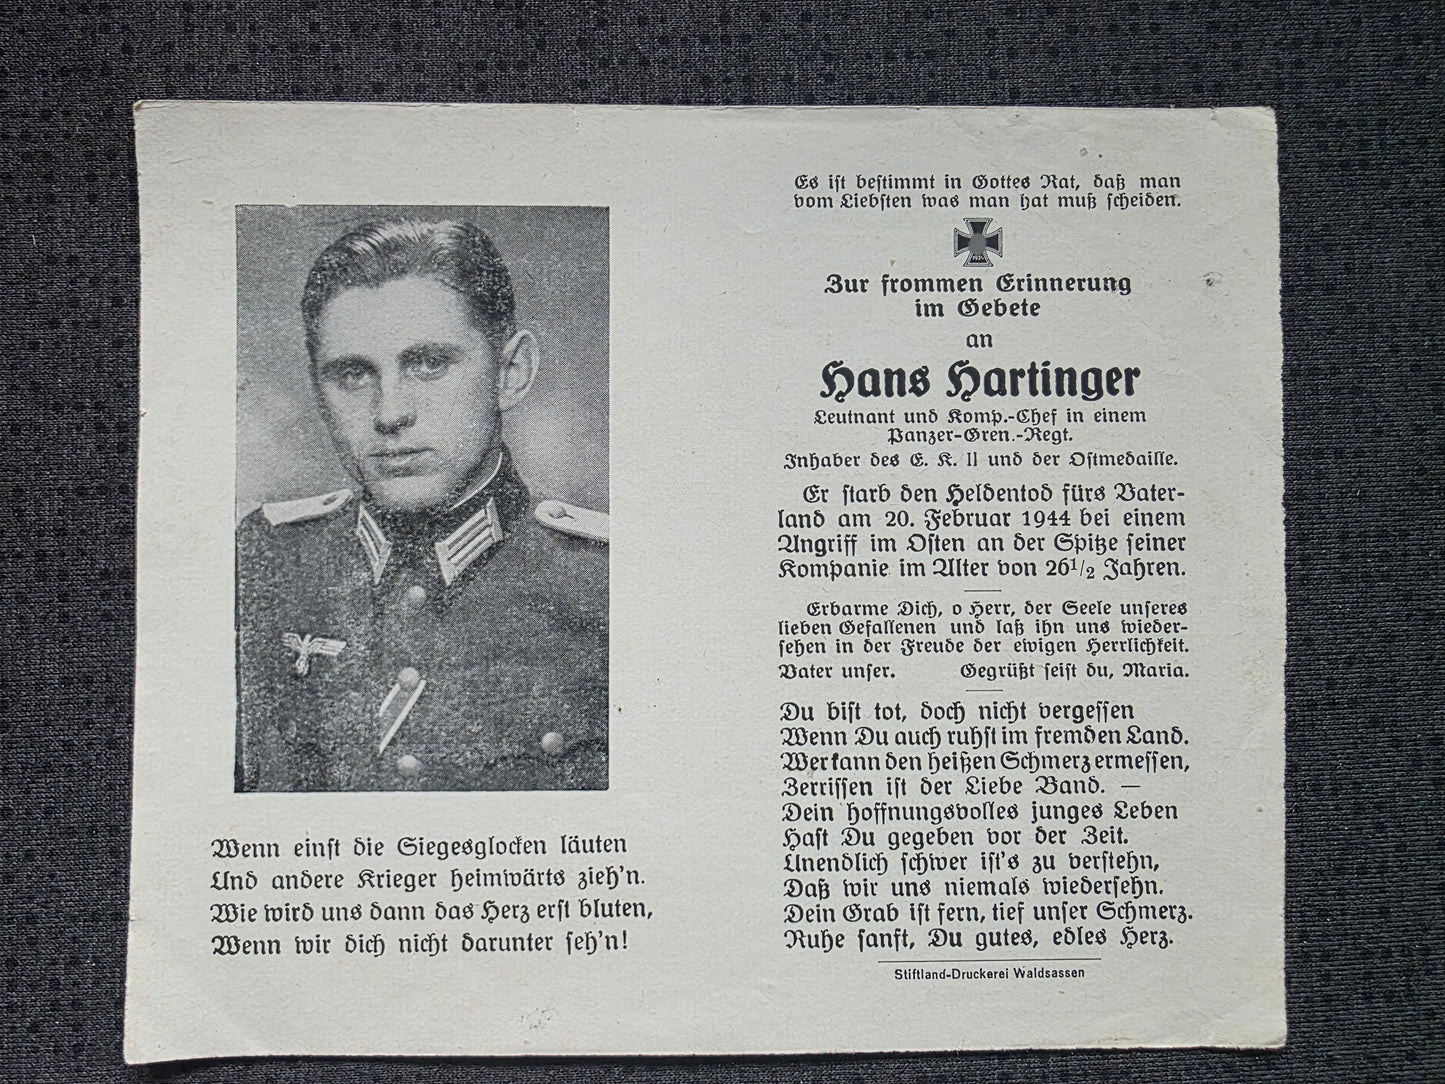 Wenn einst die Siegesglocken läuten
Und andere Krieger heimwärts zieh'n.
Wie wird uns dann das Herz erst bluten,
Wenn wir dich nicht darunter seh'n!
Es ist bestimmt in Gottes Rat, daß man
vom Liebsten was man hat muß scheiden.
1939
Zur frommen Erinnerung
im Gebete
an
Hans Hartinger
Leutnant und Komp.-Chef in einem
Panzer-Gren.-Regt.
Inhaber des E. K. II und der Ostmedaille.
Er starb den Heldentod fürs Vater-
land am 20. Februar 1944 bei einem
Angriff im Osten an der Spitze seiner
Kompanie im Alter von 26 1/2 Jahren.
Erbarme Dich, o Herr, der Seele unseres
lieben Gefallenen und laß ihn uns wieder-
sehen in der Freude der ewigen Herrlichkeit.
Vater unser. Gegrüßt seist du, Maria.
Du bist tot, doch nicht vergessen
Wenn Du auch ruhst im fremden Land.
Wer kann den heißen Schmerz ermessen,
Zerrissen ist der Liebe Band. —
Dein hoffnungsvolles junges Leben
Hast Du gegeben vor der Zeit.
Unendlich schwer ist's zu verstehn,
Daß wir uns niemals wiedersehn.
Dein Grab ist fern, tief unser Schmerz.
Ruhe sanft, Du gutes, edles Herz.
Stiftland-Druckerei Waldsassen